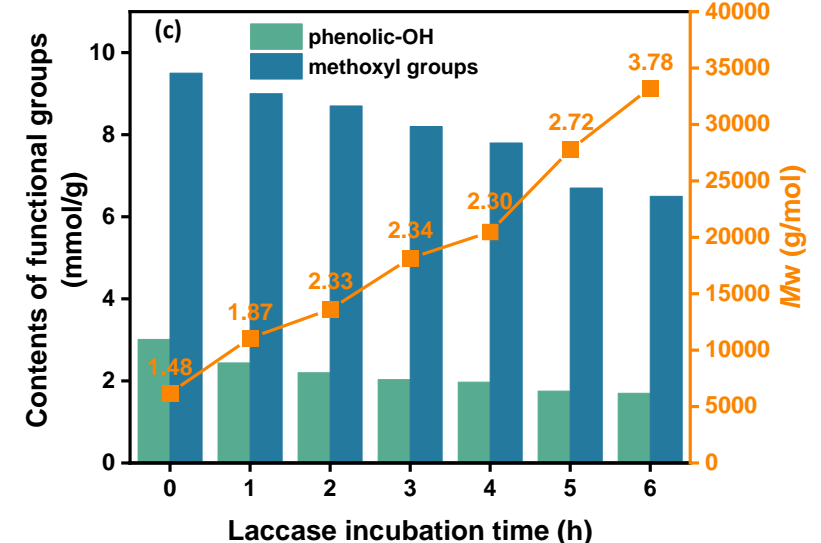 (c)
phenolic-OH
methoxyl groups
Contents of functional groups
(mmol/g)
10
8
6
4
2
0
1.48
1.87
2.33
2.34
2.30
2.72
3.78
40000
35000
30000
25000
20000
15000
10000
5000
0
Mw (g/mol)
0 1 2 3 4 5 6
Laccase incubation time (h)